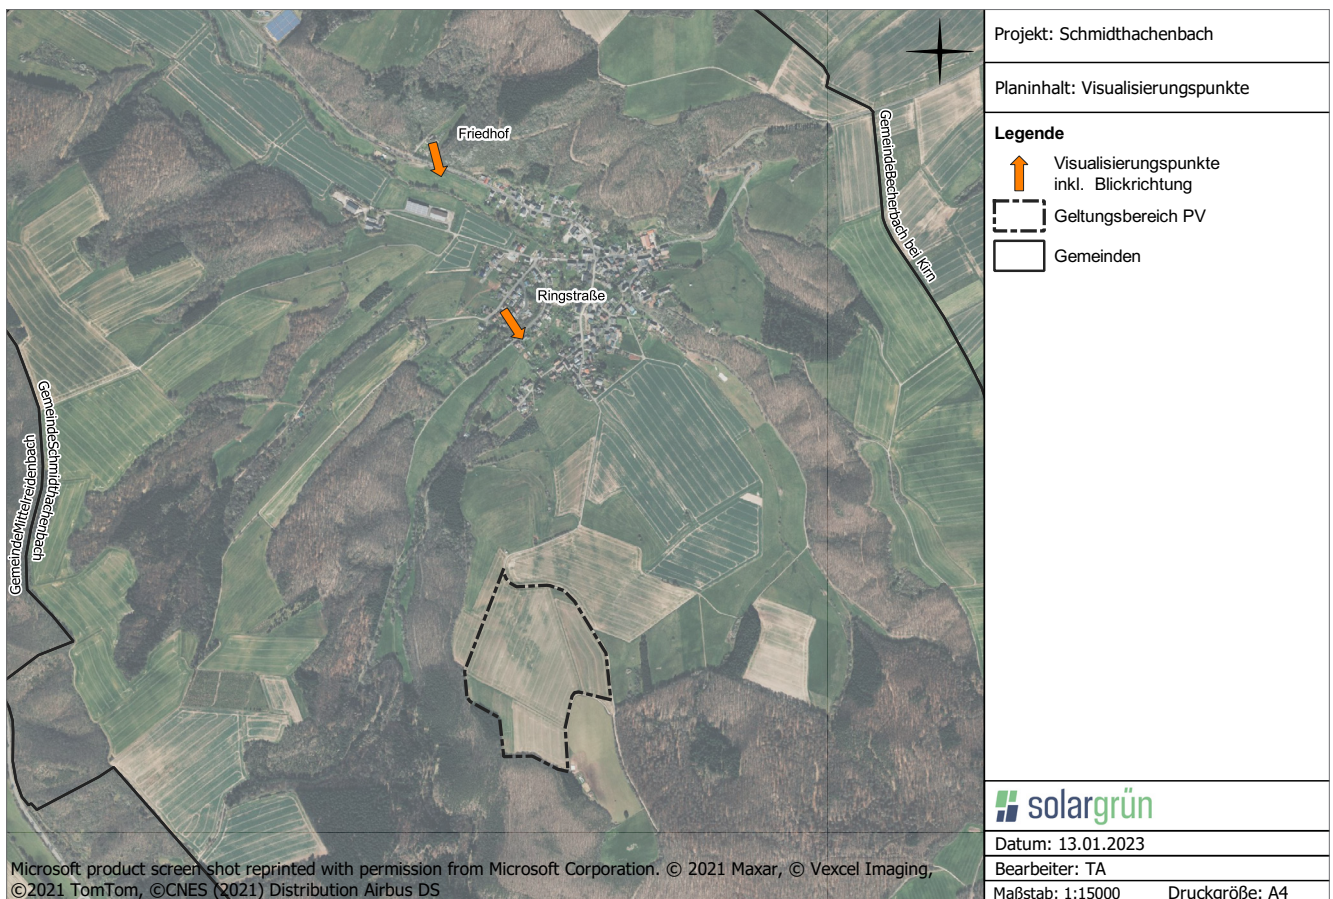 Friedhof
Ringstraße
GemeindeBecherbach bei Kirn
GemeindeSchmidthachenbach
GemeindeMittelreidenbach
Microsoft product screen shot reprinted with permission from Microsoft Corporation. © 2021 Maxar, © Vexcel Imaging,
©2021 TomTom, ©CNES (2021) Distribution Airbus DS
Projekt: Schmidthachenbach
Planinhalt: Visualisierungspunkte
Legende
Visualisierungspunkte
inkl. Blickrichtung
Geltungsbereich PV
Gemeinden
solargrün
Datum: 13.01.2023
Bearbeiter: TA
Maßstab: 1:15000 Druckgröße: A4